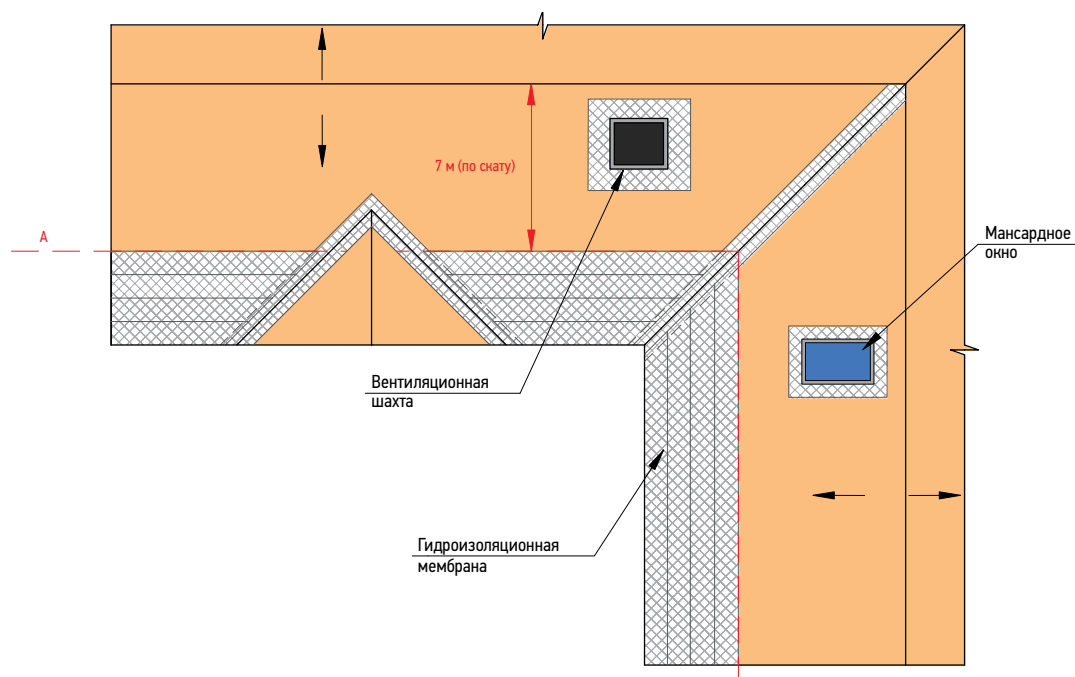 7 м (по скату)
А
Мансардное
окно
Вентиляционная
шахта
Гидроизоляционная
мембрана